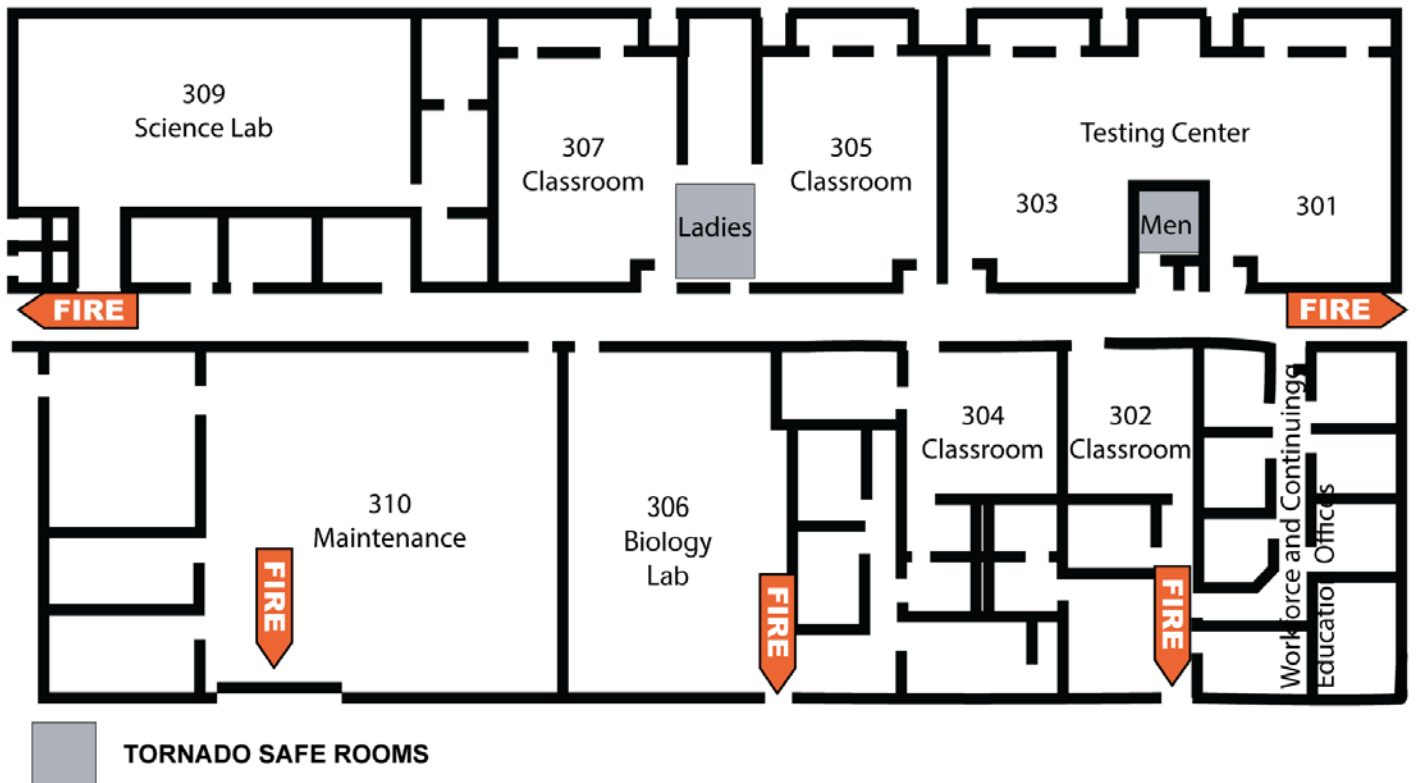 309
Science Lab
307
Classroom
Ladies
305
Classroom
Testing Center
303
Men
301
FIRE
FIRE
310
Maintenance
FIRE
306
Biology
Lab
FIRE
304
Classroom
302
Classroom
FIRE
Workforce and Continuing
Education Offices
TORNADO SAFE ROOMS